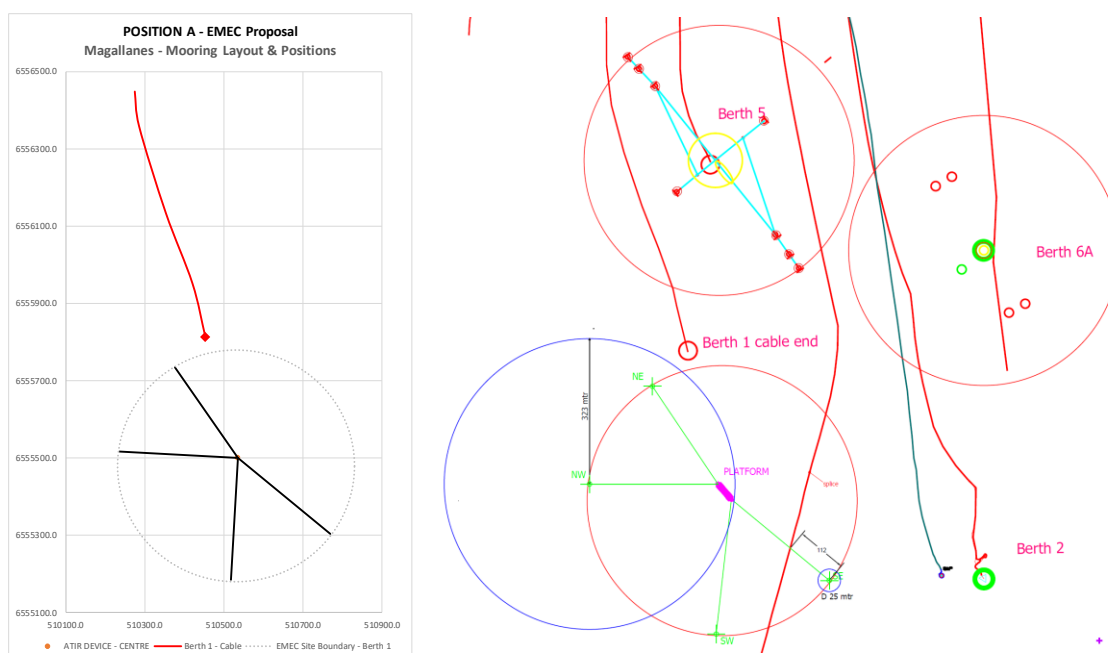 POSITION A - EMEC Proposal
Magallanes - Mooring Layout & Positions
6556500.0
6556300.0
6556100.0
6555900.0
6555700.0
6555500.0
6555300.0
6555100.0
510100.0
510300.0
510500.0
510700.0
510900.0
ATIR DEVICE - CENTRE
Berth 1 - Cable
EMEC Site Boundary - Berth 1
Berth 5
Berth 6A
Berth 1 cable end
NE
323 mtr
NW
PLATFORM
splice
112
Berth 2
D 25 mtr
SW